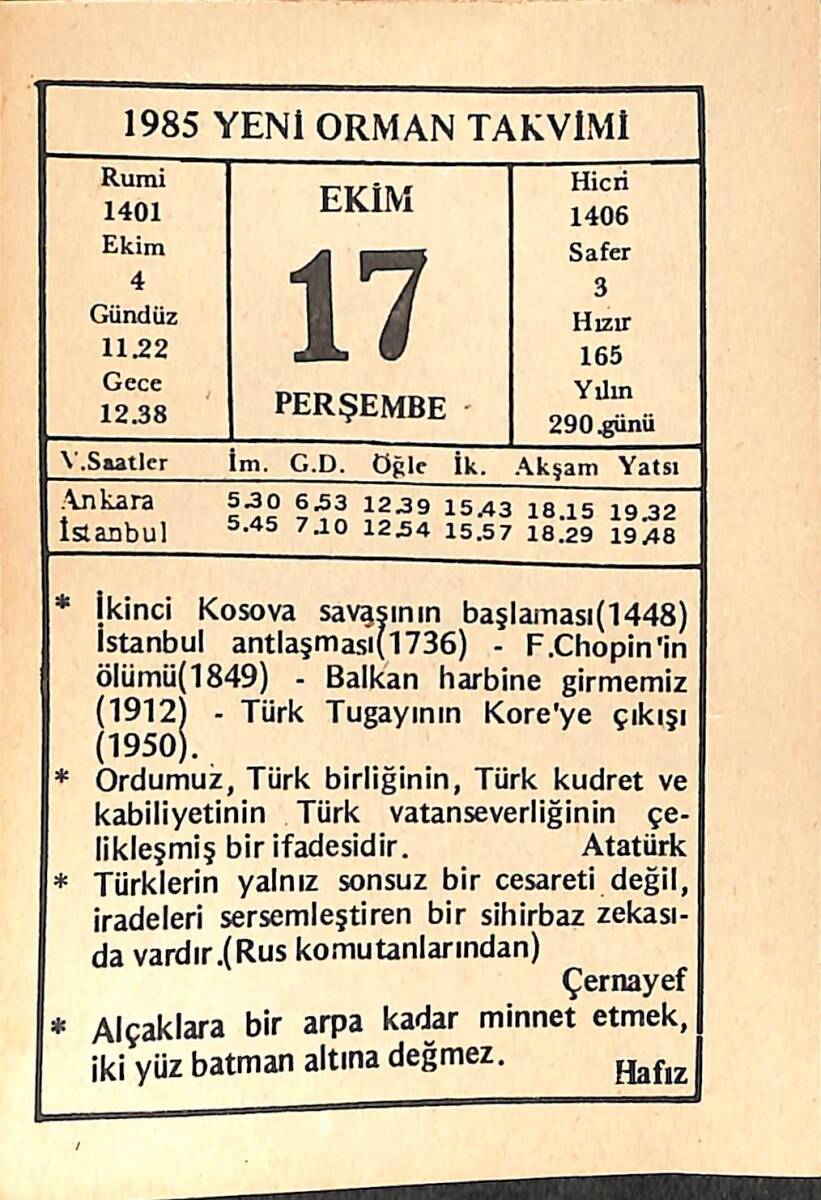 1985 YENİ ORMAN TAKVİMİ
Rumi
1401
Ekim
4
Gündüz
11.22
Gece
12.38
EKİM
17
PERŞEMBE
Hicri
1406
Safer
3
Hızır
165
Yılın
290.günü
V.Saatler İm. G.D. Öğle İk. Akşam Yatsı
Ankara 5.30 6.53 12.39 15.43 18.15 19.32
İstanbul 5.45 7.10 12.54 15.57 18.29 19.48
* İkinci Kosova savaşının başlaması(1448)
İstanbul antlaşması(1736) - F.Chopin'in
ölümü(1849) - Balkan harbine girmemiz
(1912) - Türk Tugayının Kore'ye çıkışı
(1950).
* Ordumuz, Türk birliğinin, Türk kudret ve
kabiliyetinin Türk vatanseverliğinin çe-
likleşmiş bir ifadesidir. Atatürk
* Türklerin yalnız sonsuz bir cesareti değil,
iradeleri sersemleştiren bir sihirbaz zekası-
da vardır.(Rus komutanlarından)
Çernayef
* Alçaklara bir arpa kadar minnet etmek,
iki yüz batman altına değmez.
Hafız